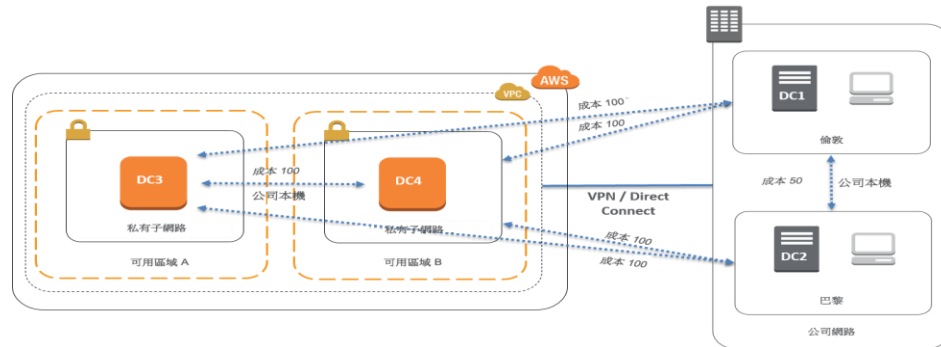 AWS
VPC
DC3
私有子網路
可用區域 A
成本 100
公司本機
DC4
私有子網路
可用區域 B
成本 100
成本 100
VPN / Direct
Connect
成本 100
成本 100
DC1
倫敦
成本 50
公司本機
DC2
巴黎
公司網路